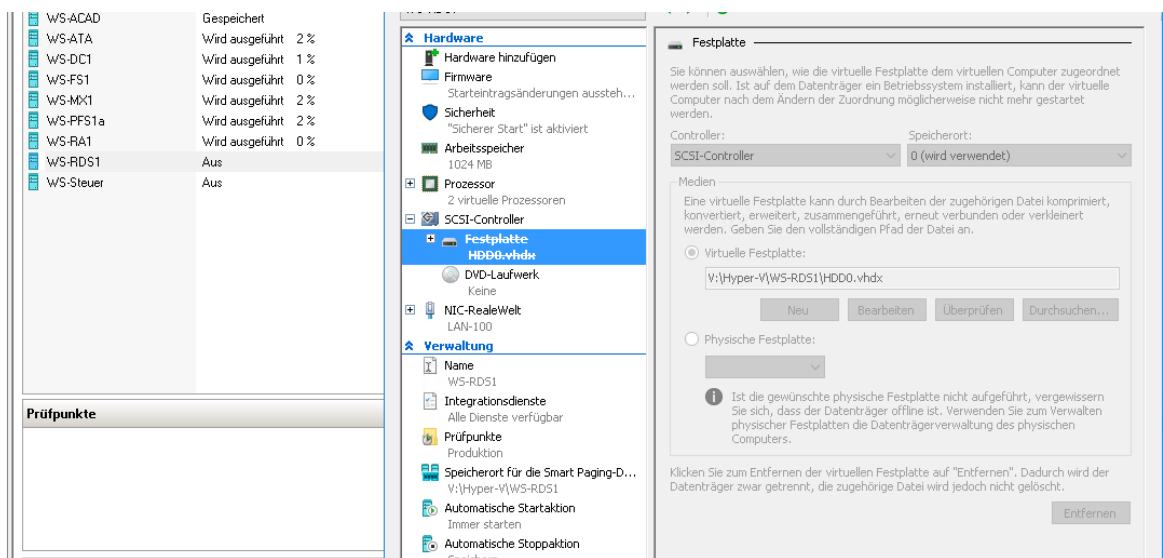 WS-ACAD Gespeichert
WS-ATA Wird ausgeführt 2 %
WS-DC1 Wird ausgeführt 1 %
WS-FS1 Wird ausgeführt 0 %
WS-MX1 Wird ausgeführt 2 %
WS-PFS1a Wird ausgeführt 2 %
WS-RA1 Wird ausgeführt 0 %
WS-RDS1 Aus
WS-Steuer Aus
Prüfpunkte
Hardware
Hardware hinzufügen
Firmware
Starteintragsänderungen aussteh...
Sicherheit
"Sicherer Start" ist aktiviert
Arbeitsspeicher
1024 MB
Prozessor
2 virtuelle Prozessoren
SCSI-Controller
Festplatte
HDD0.vhdx
DVD-Laufwerk
Keine
NIC-RealeWelt
LAN-100
Verwaltung
Name
WS-RDS1
Integrationsdienste
Alle Dienste verfügbar
Prüfpunkte
Produktion
Speicherort für die Smart Paging-D...
V:\Hyper-V\WS-RDS1
Automatische Startaktion
Immer starten
Automatische Stoppaktion
Festplatte
Sie können auswählen, wie die virtuelle Festplatte dem virtuellen Computer zugeordnet
werden soll. Ist auf dem Datenträger ein Betriebssystem installiert, kann der virtuelle
Computer nach dem Ändern der Zuordnung möglicherweise nicht mehr gestartet
werden.
Controller: Speicherort:
SCSI-Controller 0 (wird verwendet)
Medien
Eine virtuelle Festplatte kann durch Bearbeiten der zugehörigen Datei komprimiert,
konvertiert, erweitert, zusammengeführt, erneut verbunden oder verkleinert
werden. Geben Sie den vollständigen Pfad der Datei an.
Virtuelle Festplatte:
V:\Hyper-V\WS-RDS1\HDD0.vhdx
Neu Bearbeiten Überprüfen Durchsuchen...
Physische Festplatte:
Ist die gewünschte physische Festplatte nicht aufgeführt, vergewissern
Sie sich, dass der Datenträger offline ist. Verwenden Sie zum Verwalten
physischer Festplatten die Datenträgerverwaltung des physischen
Computers.
Klicken Sie zum Entfernen der virtuellen Festplatte auf "Entfernen". Dadurch wird der
Datenträger zwar getrennt, die zugehörige Datei wird jedoch nicht gelöscht.
Entfernen